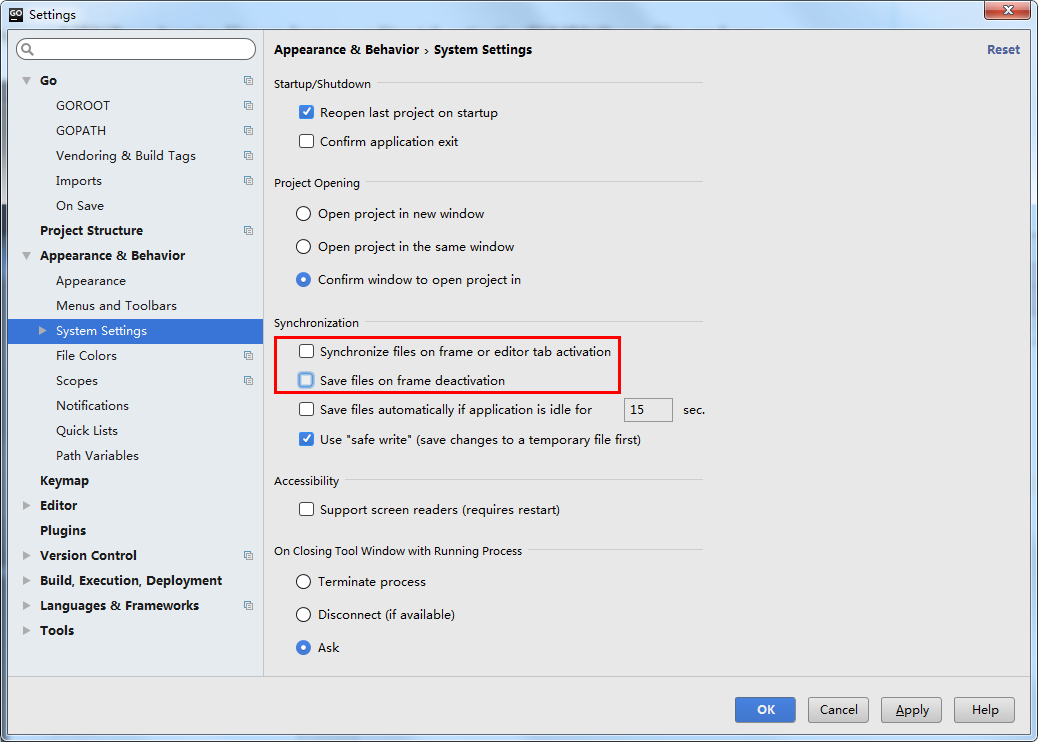 GO Settings
Appearance & Behavior › System Settings
Reset
Go
GOROOT
GOPATH
Vendoring & Build Tags
Imports
On Save
Project Structure
Appearance & Behavior
Appearance
Menus and Toolbars
System Settings
File Colors
Scopes
Notifications
Quick Lists
Path Variables
Keymap
Editor
Plugins
Version Control
Build, Execution, Deployment
Languages & Frameworks
Tools
Startup/Shutdown
Reopen last project on startup
Confirm application exit
Project Opening
Open project in new window
Open project in the same window
Confirm window to open project in
Synchronization
Synchronize files on frame or editor tab activation
Save files on frame deactivation
Save files automatically if application is idle for 15 sec.
Use "safe write" (save changes to a temporary file first)
Accessibility
Support screen readers (requires restart)
On Closing Tool Window with Running Process
Terminate process
Disconnect (if available)
Ask
OK Cancel Apply Help